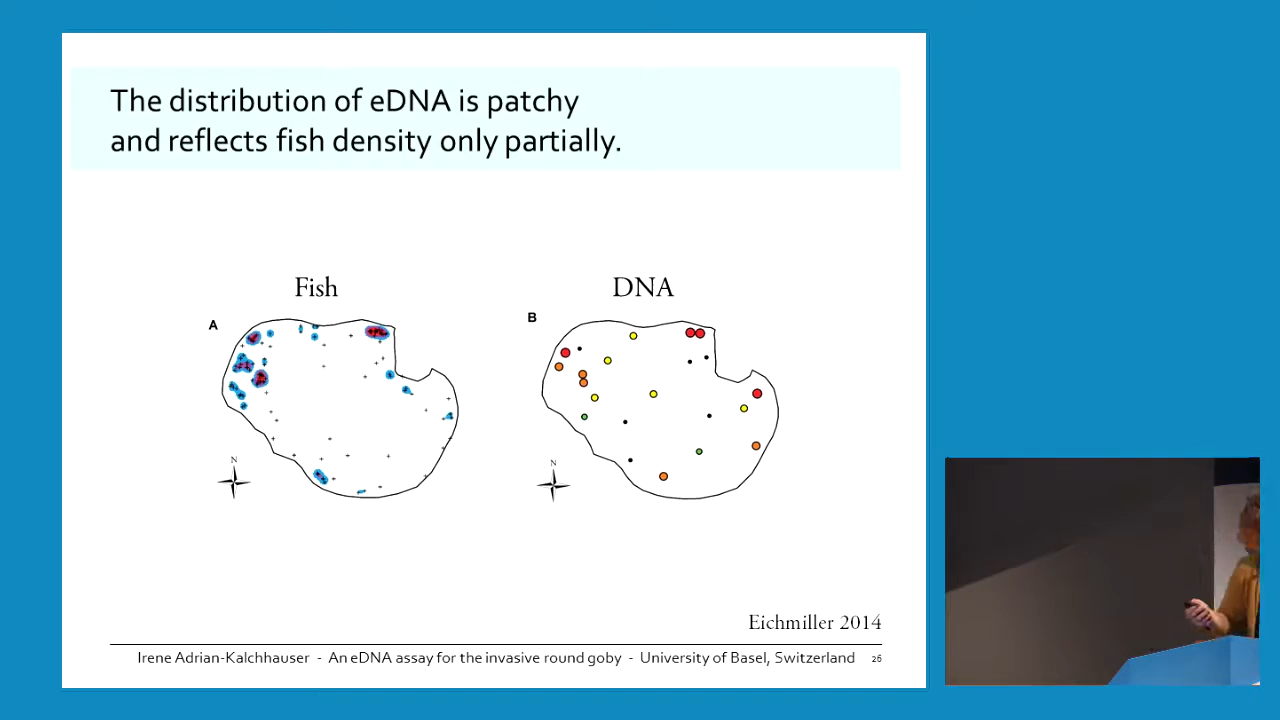 The distribution of eDNA is patchy
and reflects fish density only partially.
Fish
DNA
A
B
N
N
Eichmiller 2014
Irene Adrian-Kalchhauser - An eDNA assay for the invasive round goby - University of Basel, Switzerland 26